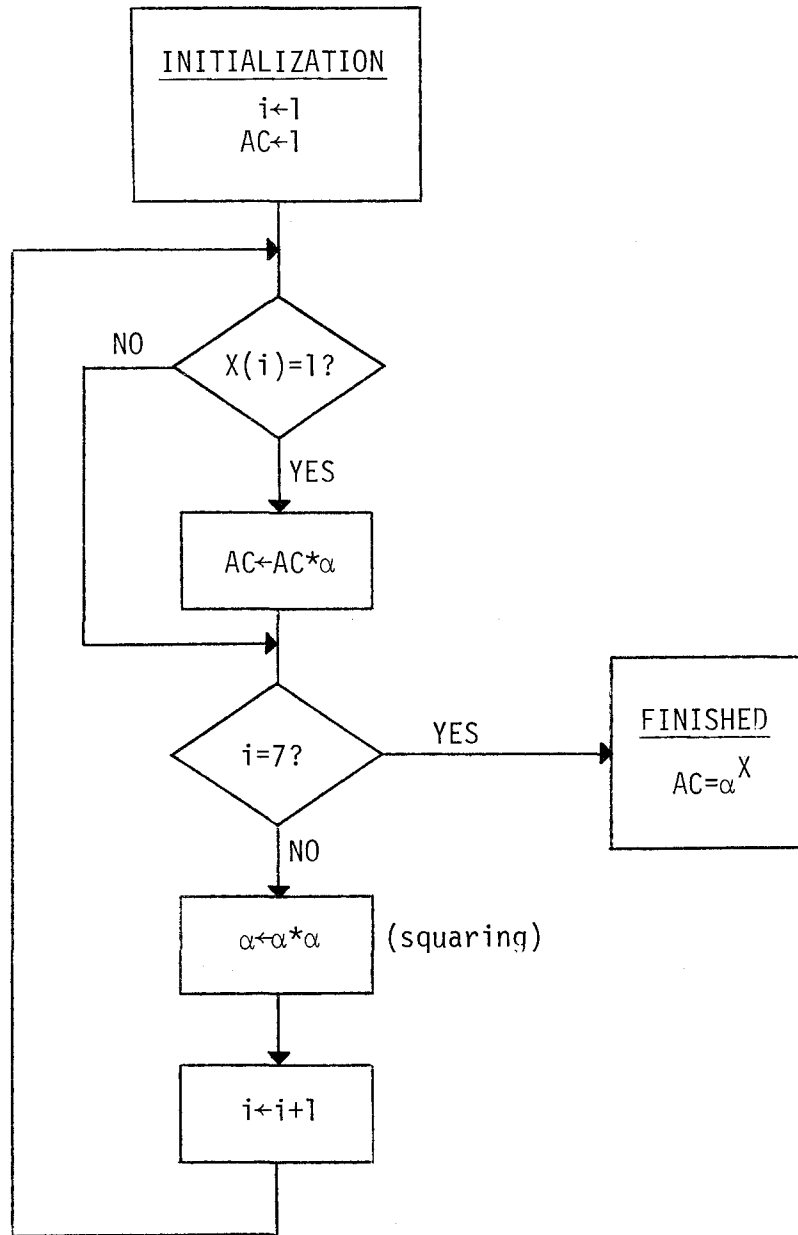 INITIALIZATION
i←1
AC←1
X(i)=1?
NO
YES
AC←AC*α
i=7?
YES
FINISHED
AC=α^X
NO
α←α*α
(squaring)
i←i+1